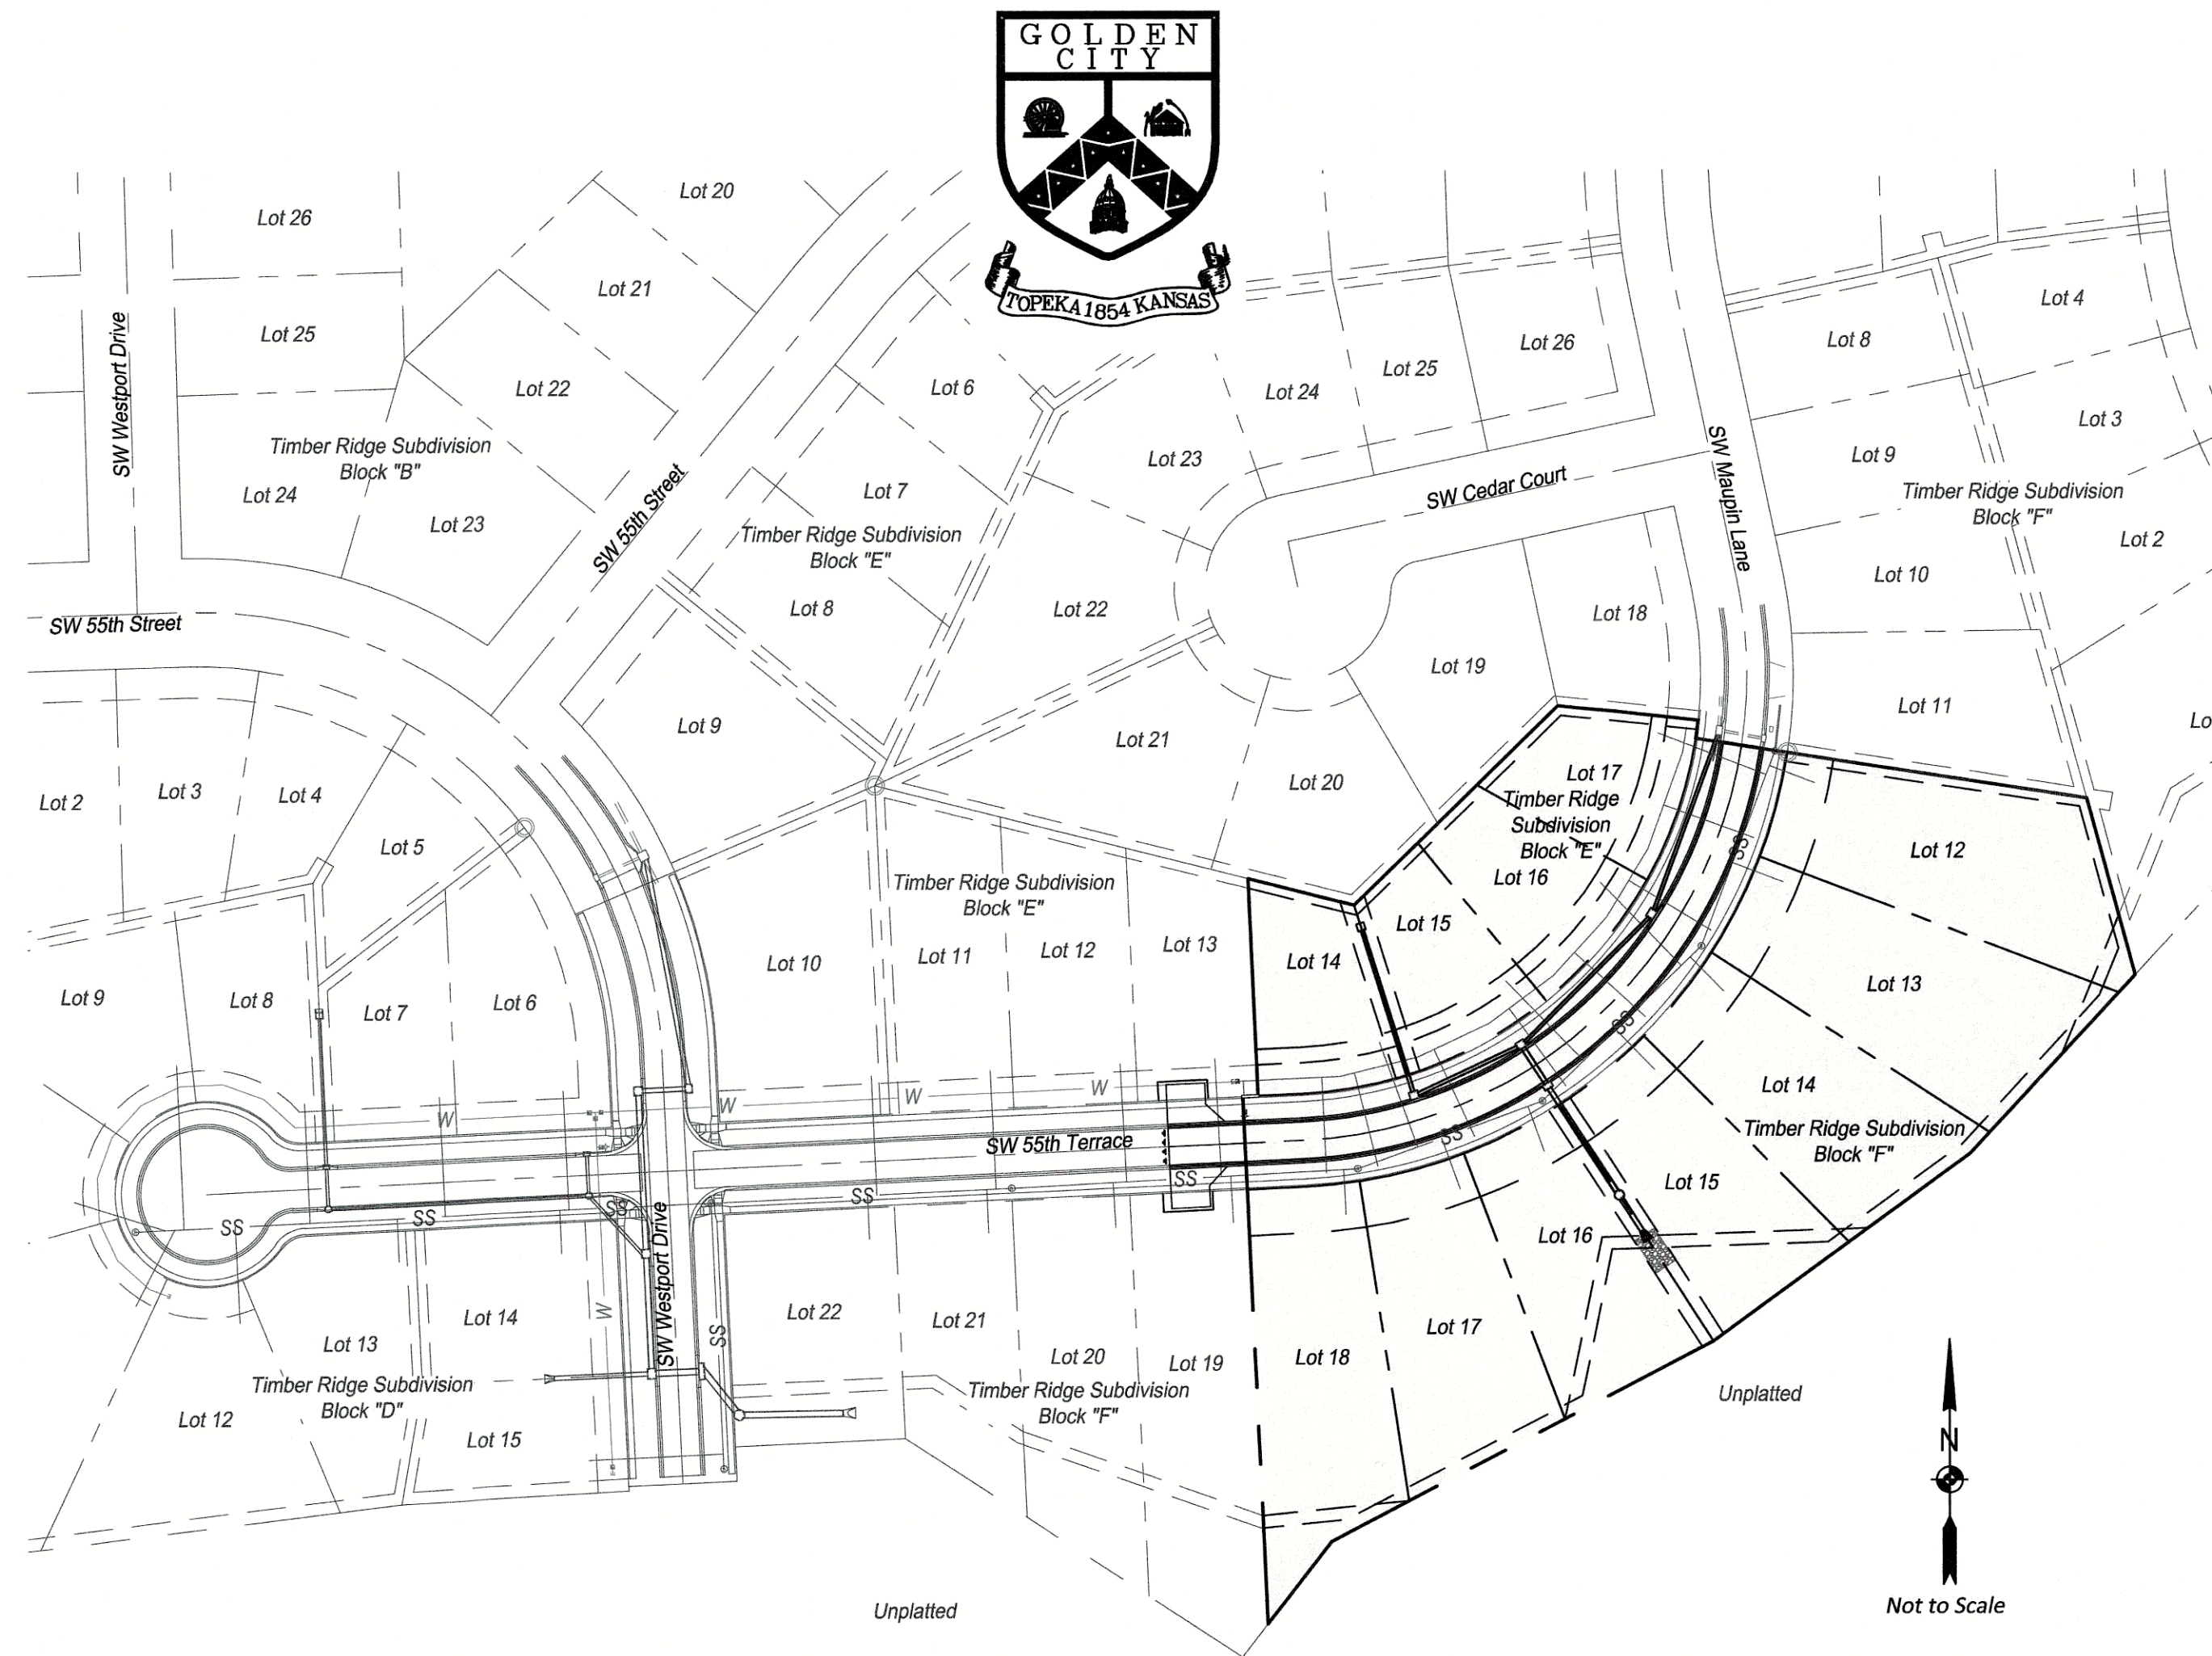 GOLDEN
CITY
TOPEKA 1854 KANSAS
Lot 20
Lot 26
Lot 21
Lot 25
Lot 22
SW Westport Drive
Timber Ridge Subdivision
Block "B"
Lot 24
Lot 23
SW 55th Street
SW 55th Street
Lot 6
Lot 7
Timber Ridge Subdivision
Block "E"
Lot 8
Lot 9
Lot 24
Lot 25
Lot 26
Lot 23
Lot 22
SW Cedar Court
SW Maupin Lane
Lot 21
Lot 20
Lot 19
Lot 18
Lot 4
Lot 8
Lot 3
Lot 9
Timber Ridge Subdivision
Block "F"
Lot 2
Lot 10
Lot 11
Lo
Lot 2
Lot 3
Lot 4
Lot 5
Lot 9
Lot 8
Lot 7
Lot 6
Lot 10
Timber Ridge Subdivision
Block "E"
Lot 11
Lot 12
Lot 13
Lot 14
Lot 15
Lot 17
Timber Ridge
Subdivision
Block "E"
Lot 16
SS
Lot 12
Lot 13
SS
Lot 14
Timber Ridge Subdivision
Block "F"
Lot 15
Lot 16
Lot 17
Lot 18
W
W
W
W
SW 55th Terrace
SS
SS
SS
SS
SS
SS
W
SW Westport Drive
SS
Lot 14
Lot 13
Timber Ridge Subdivision
Block "D"
Lot 12
Lot 15
Lot 22
Lot 21
Lot 20
Lot 19
Timber Ridge Subdivision
Block "F"
Unplatted
Unplatted
N
Not to Scale